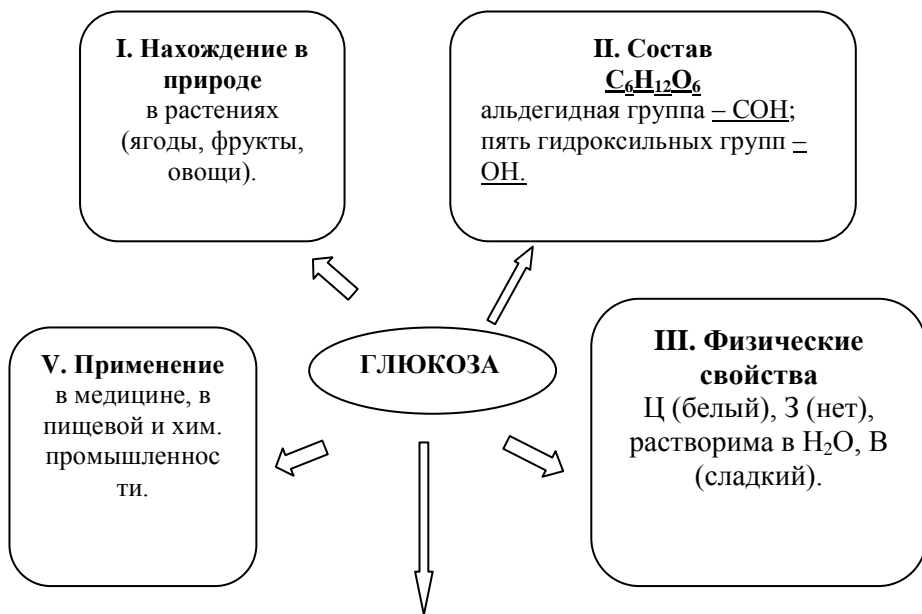 I. Нахождение в
природе
в растениях
(ягоды, фрукты,
овощи).
II. Состав
C₆H₁₂O₆
альдегидная группа – СОН;
пять гидроксильных групп –
ОН.
ГЛЮКОЗА
III. Физические
свойства
Ц (белый), З (нет),
растворима в H₂O, В
(сладкий).
V. Применение
в медицине, в
пищевой и хим.
промышленнос
ти.